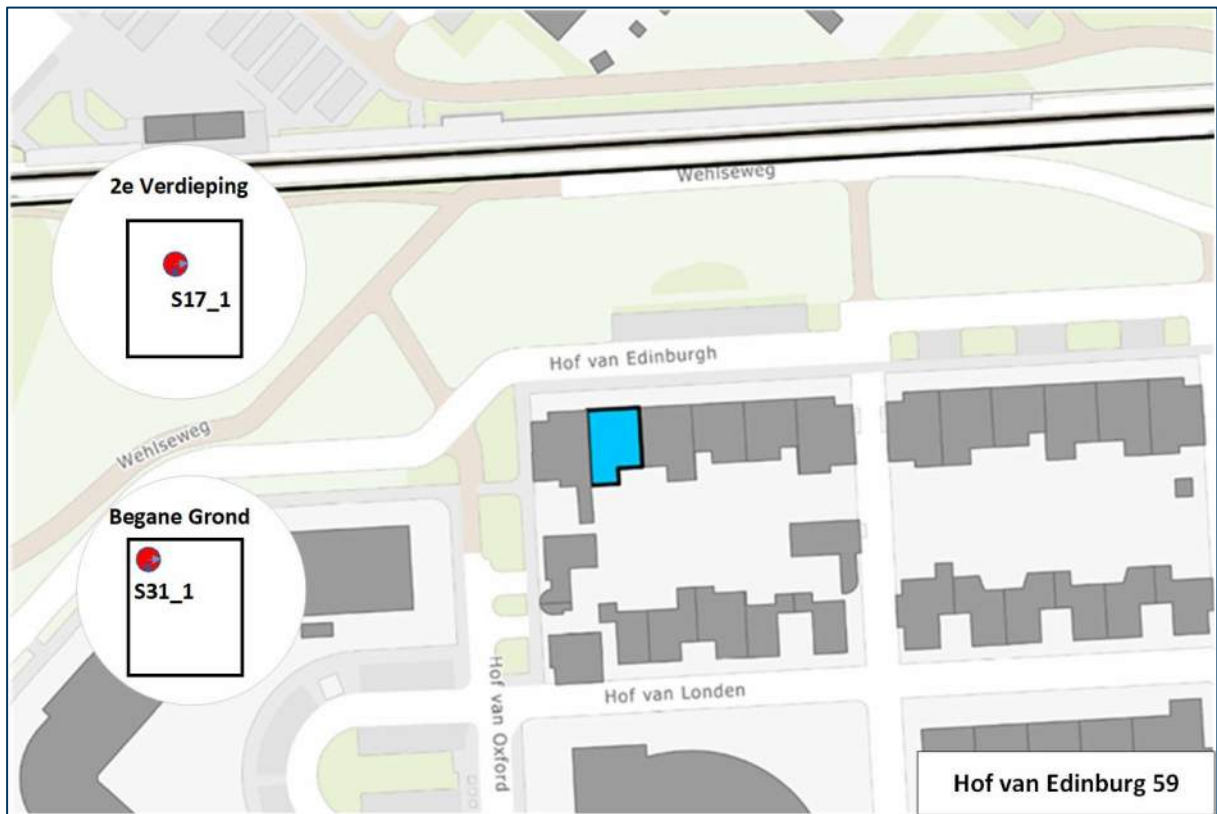 Wehlseweg
2e Verdieping
S17_1
Hof van Edinburgh
Wehlseweg
Begane Grond
S31_1
Hof van Oxford
Hof van Londen
Hof van Edinburg 59